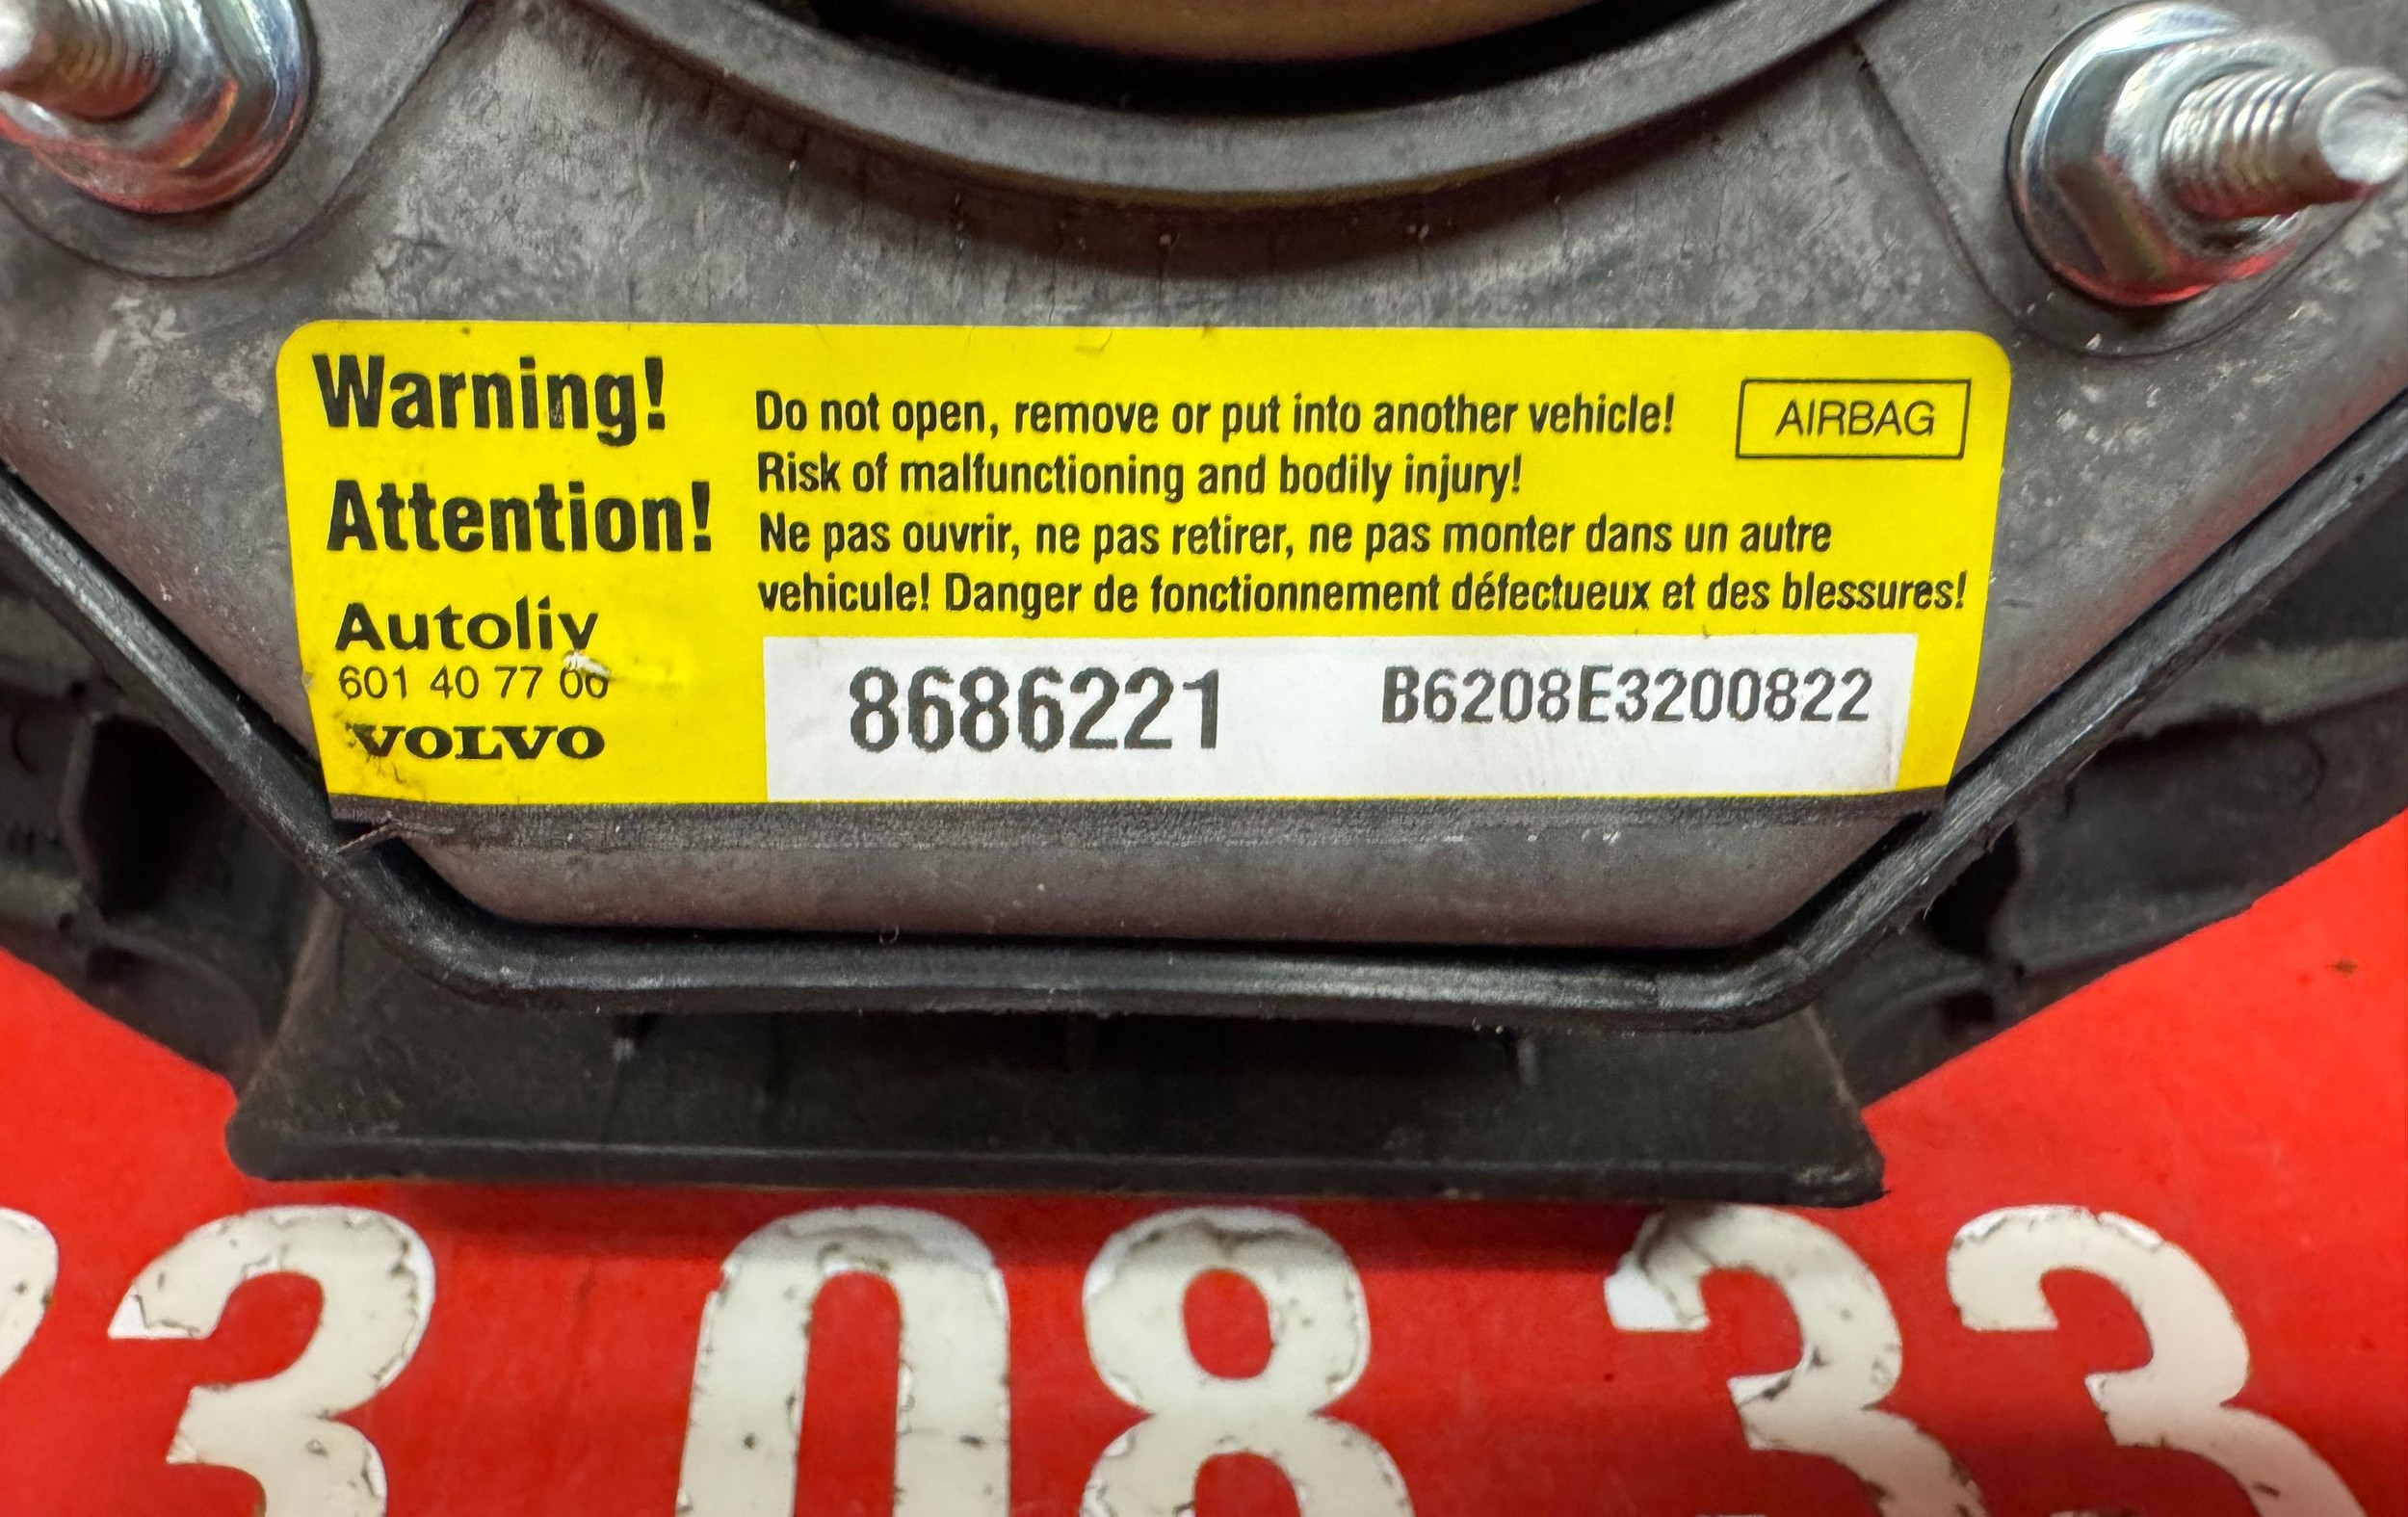 Warning!
Attention!
Do not open, remove or put into another vehicle!
Risk of malfunctioning and bodily injury!
Ne pas ouvrir, ne pas retirer, ne pas monter dans un autre
vehicule! Danger de fonctionnement défectueux et des blessures!
AIRBAG
Autoliv
601 40 77 00
VOLVO
8686221 B6208E3200822
3 08 33